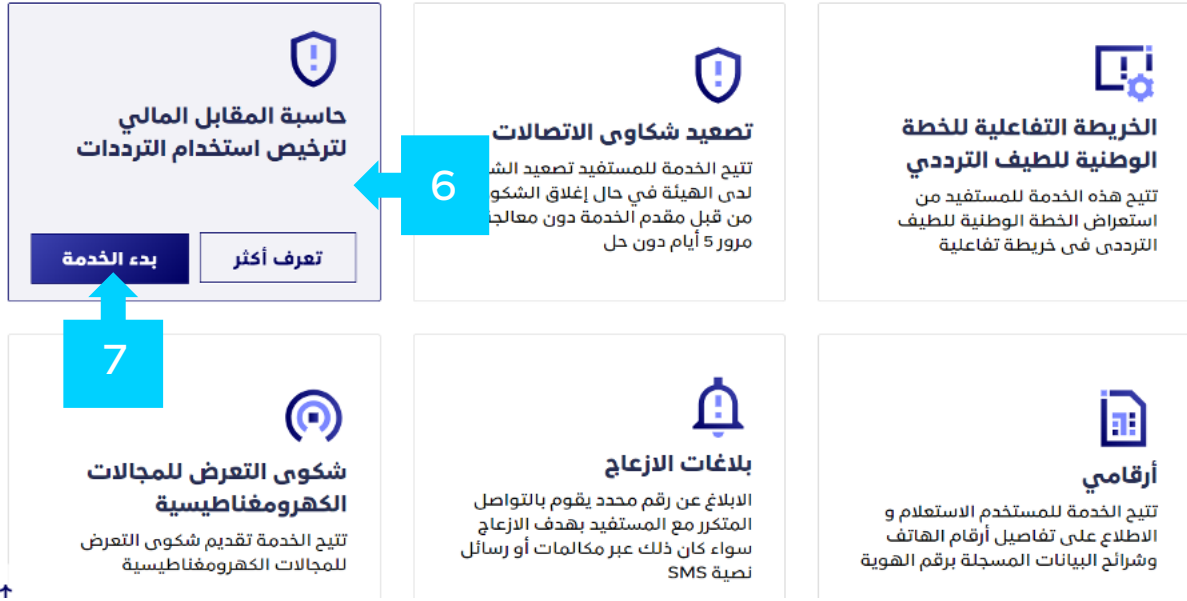 الخريطة التفاعلية للخطة
الوطنية للطيف الترددي
تتيح هذه الخدمة للمستفيد من
استعراض الخطة الوطنية للطيف
الترددي في خريطة تفاعلية
تصعيد شكاوى الاتصالات
تتيح الخدمة للمستفيد تصعيد
لدى الهيئة في حال إغلاق
من قبل مقدم الخدمة دون
مرور 5 أيام دون حل
حاسبة المقابل المالي
لترخيص استخدام الترددات
تعرف أكثر
بدء الخدمة
6
7
أرقامي
تتيح الخدمة للمستخدم الاستعلام و
الاطلاع على تفاصيل أرقام الهاتف
وشرائح البيانات المسجلة برقم الهوية
بلاغات الازعاج
الابلاغ عن رقم محدد يقوم بالتواصل
المتكرر مع المستفيد بهدف الازعاج
سواء كان ذلك عبر مكالمات أو رسائل
نصية SMS
شكوى التعرض للمجالات
الكهرومغناطيسية
تتيح الخدمة تقديم شكوى التعرض
للمجالات الكهرومغناطيسية